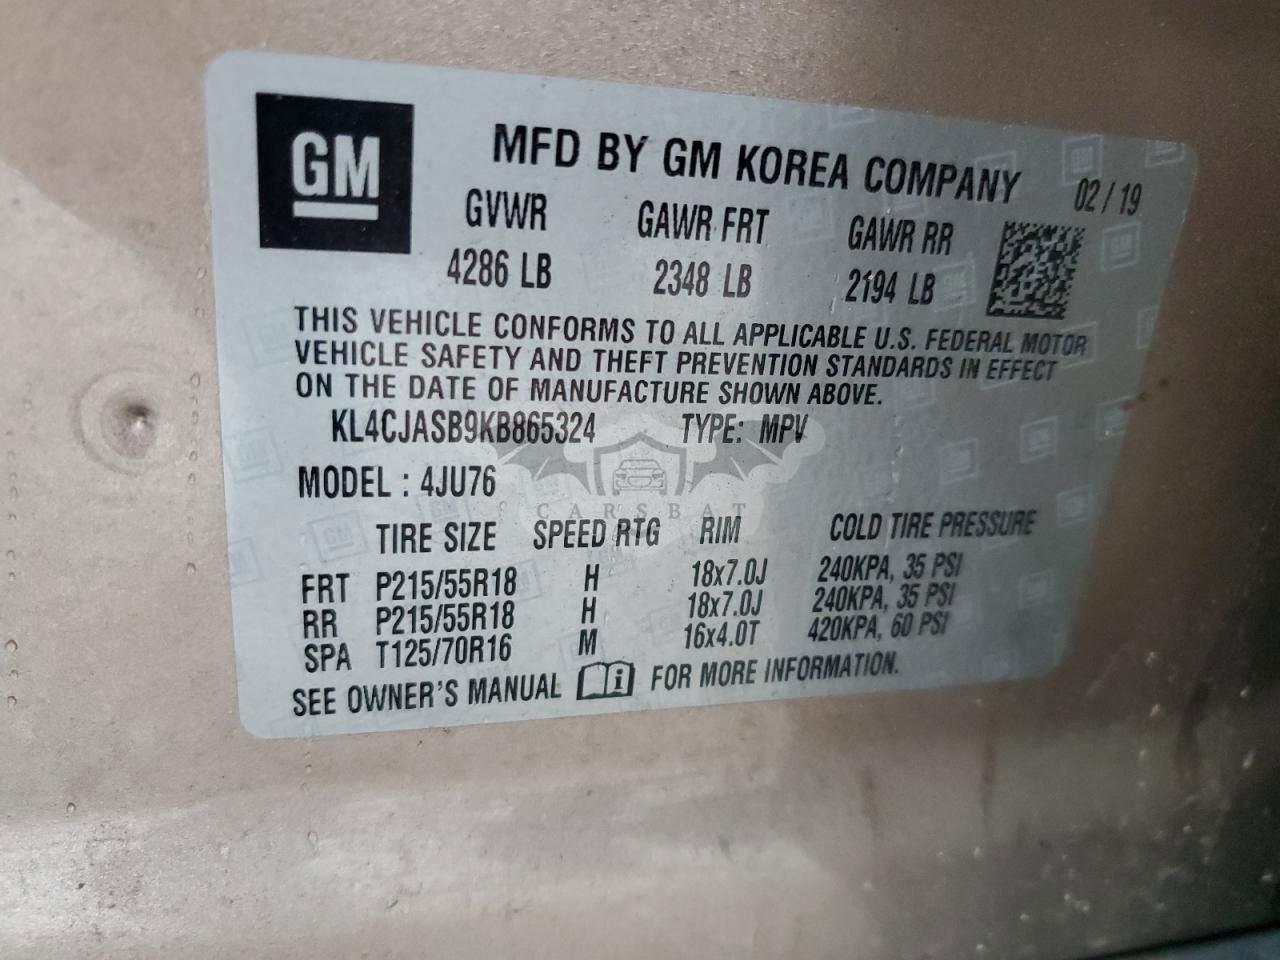 GM
MFD BY GM KOREA COMPANY 02 / 19
GVWR GAWR FRT GAWR RR
4286 LB 2348 LB 2194 LB
THIS VEHICLE CONFORMS TO ALL APPLICABLE U.S. FEDERAL MOTOR
VEHICLE SAFETY AND THEFT PREVENTION STANDARDS IN EFFECT
ON THE DATE OF MANUFACTURE SHOWN ABOVE.
KL4CJASB9KB865324 TYPE: MPV
CARSBAT
MODEL : 4JU76
TIRE SIZE SPEED RTG RIM COLD TIRE PRESSURE
FRT P215/55R18 H 18x7.0J 240KPA, 35 PSI
RR P215/55R18 H 18x7.0J 240KPA, 35 PSI
SPA T125/70R16 M 16x4.0T 420KPA, 60 PSI
SEE OWNER'S MANUAL i FOR MORE INFORMATION.